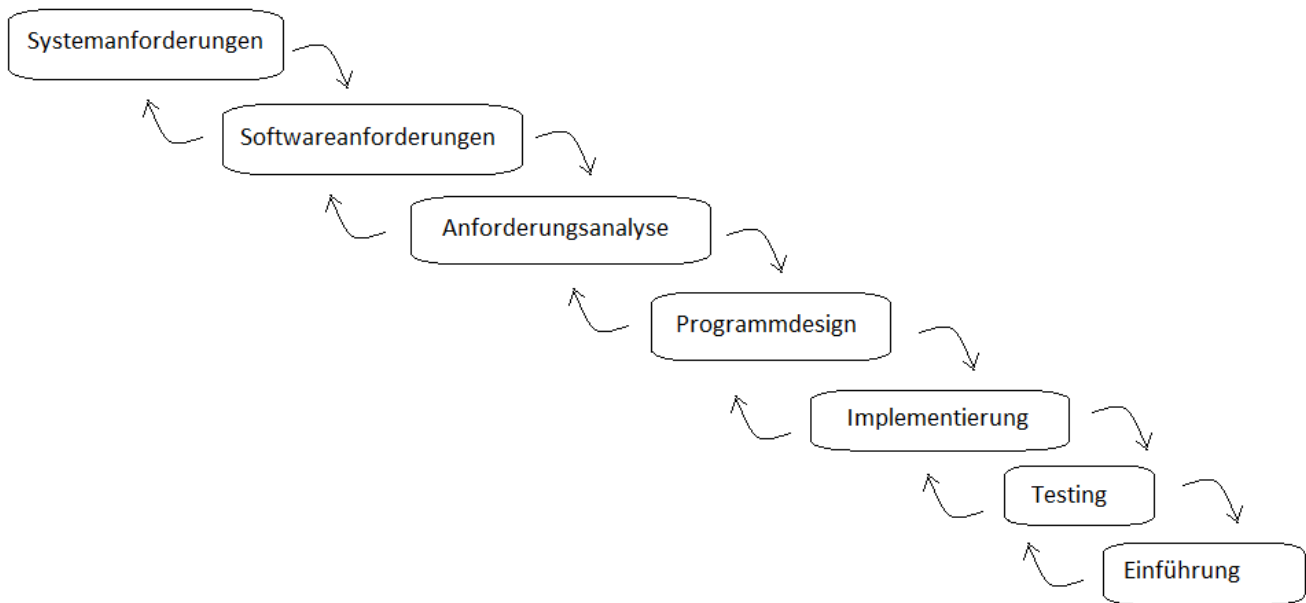 Systemanforderungen
Softwareanforderungen
Anforderungsanalyse
Programmdesign
Implementierung
Testing
Einführung